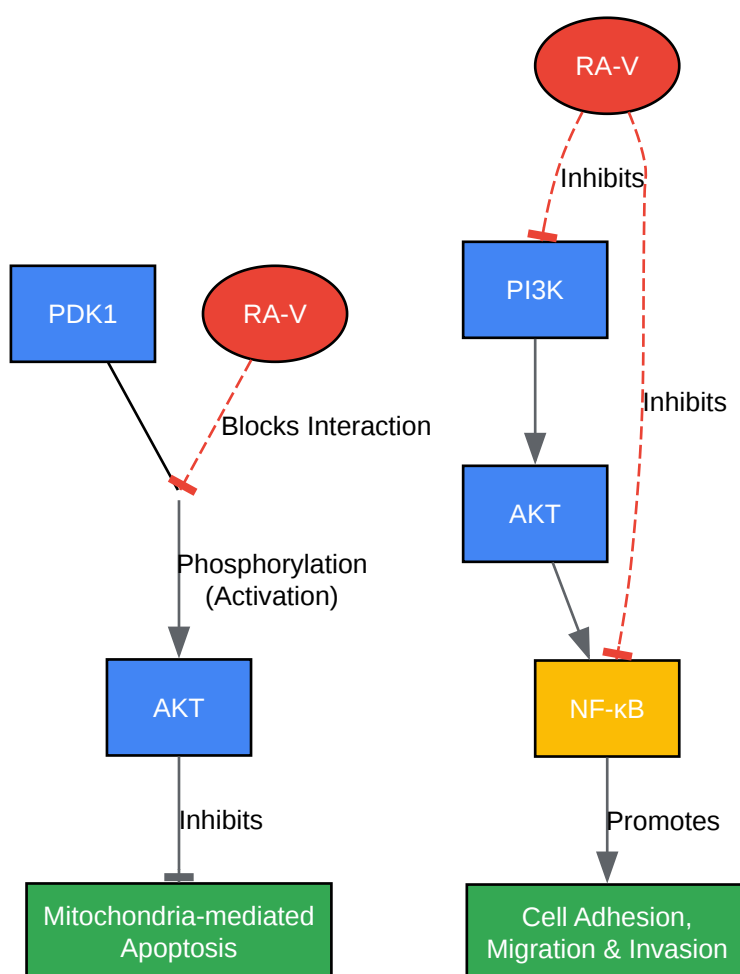 RA-V
Inhibits
PDK1
RA-V
PI3K
Blocks Interaction
Inhibits
AKT
Phosphorylation
(Activation)
AKT
NF-κB
Inhibits
Promotes
Mitochondria-mediated
Apoptosis
Cell Adhesion,
Migration & Invasion